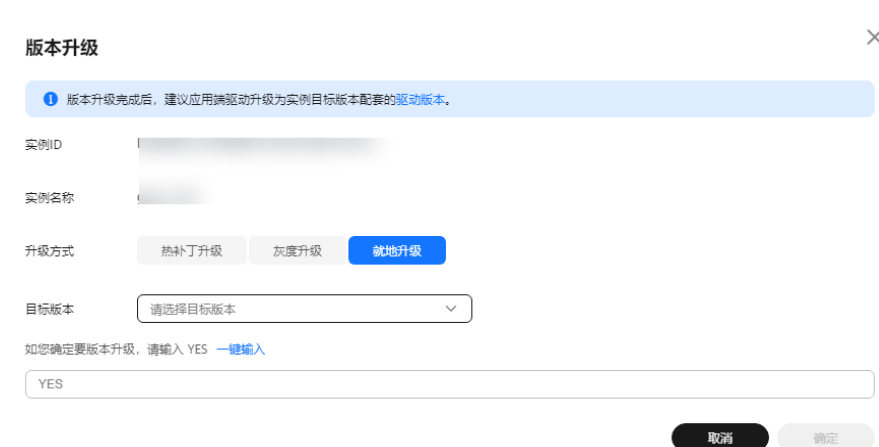 版本升级
版本升级完成后，建议应用端驱动升级为实例目标版本配套的驱动版本。
实例ID
实例名称
升级方式 热补丁升级 灰度升级 就地升级
目标版本 请选择目标版本
如您确定要版本升级，请输入 YES 一键输入
YES
取消 确定